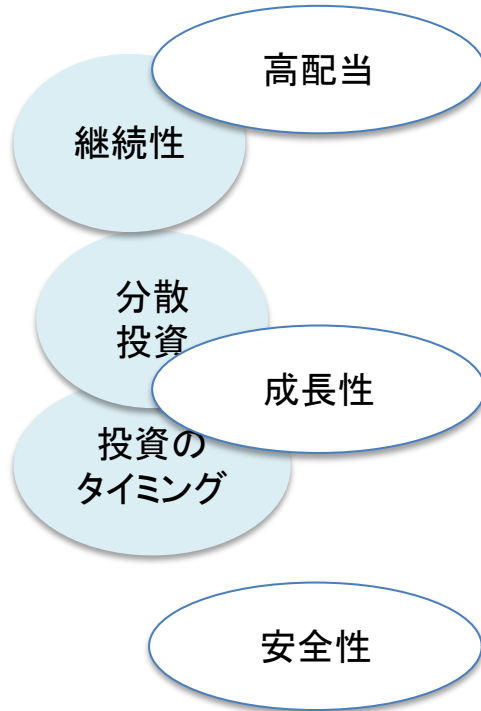 高配当
継続性
分散
投資
成長性
投資の
タイミング
安全性